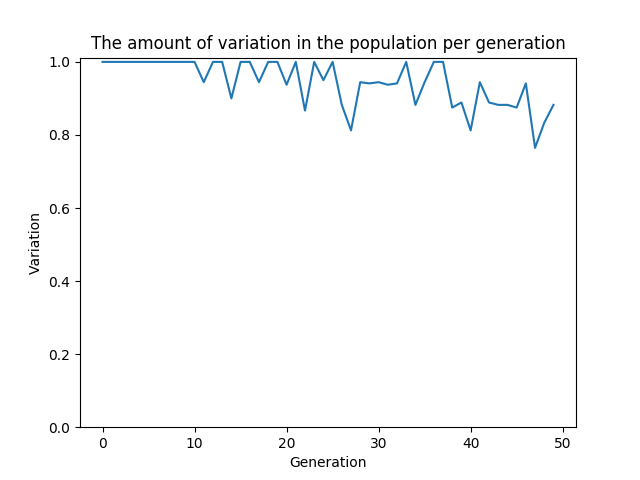 The amount of variation in the population per generation
1.0
0.8
0.6
0.4
0.2
0.0
Variation
0 10 20 30 40 50
Generation